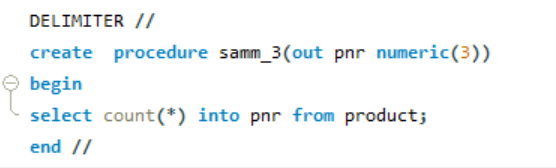 DELIMITER //
create  procedure samm_3(out pnr numeric(3))
begin
select count(*) into pnr from product;
end //